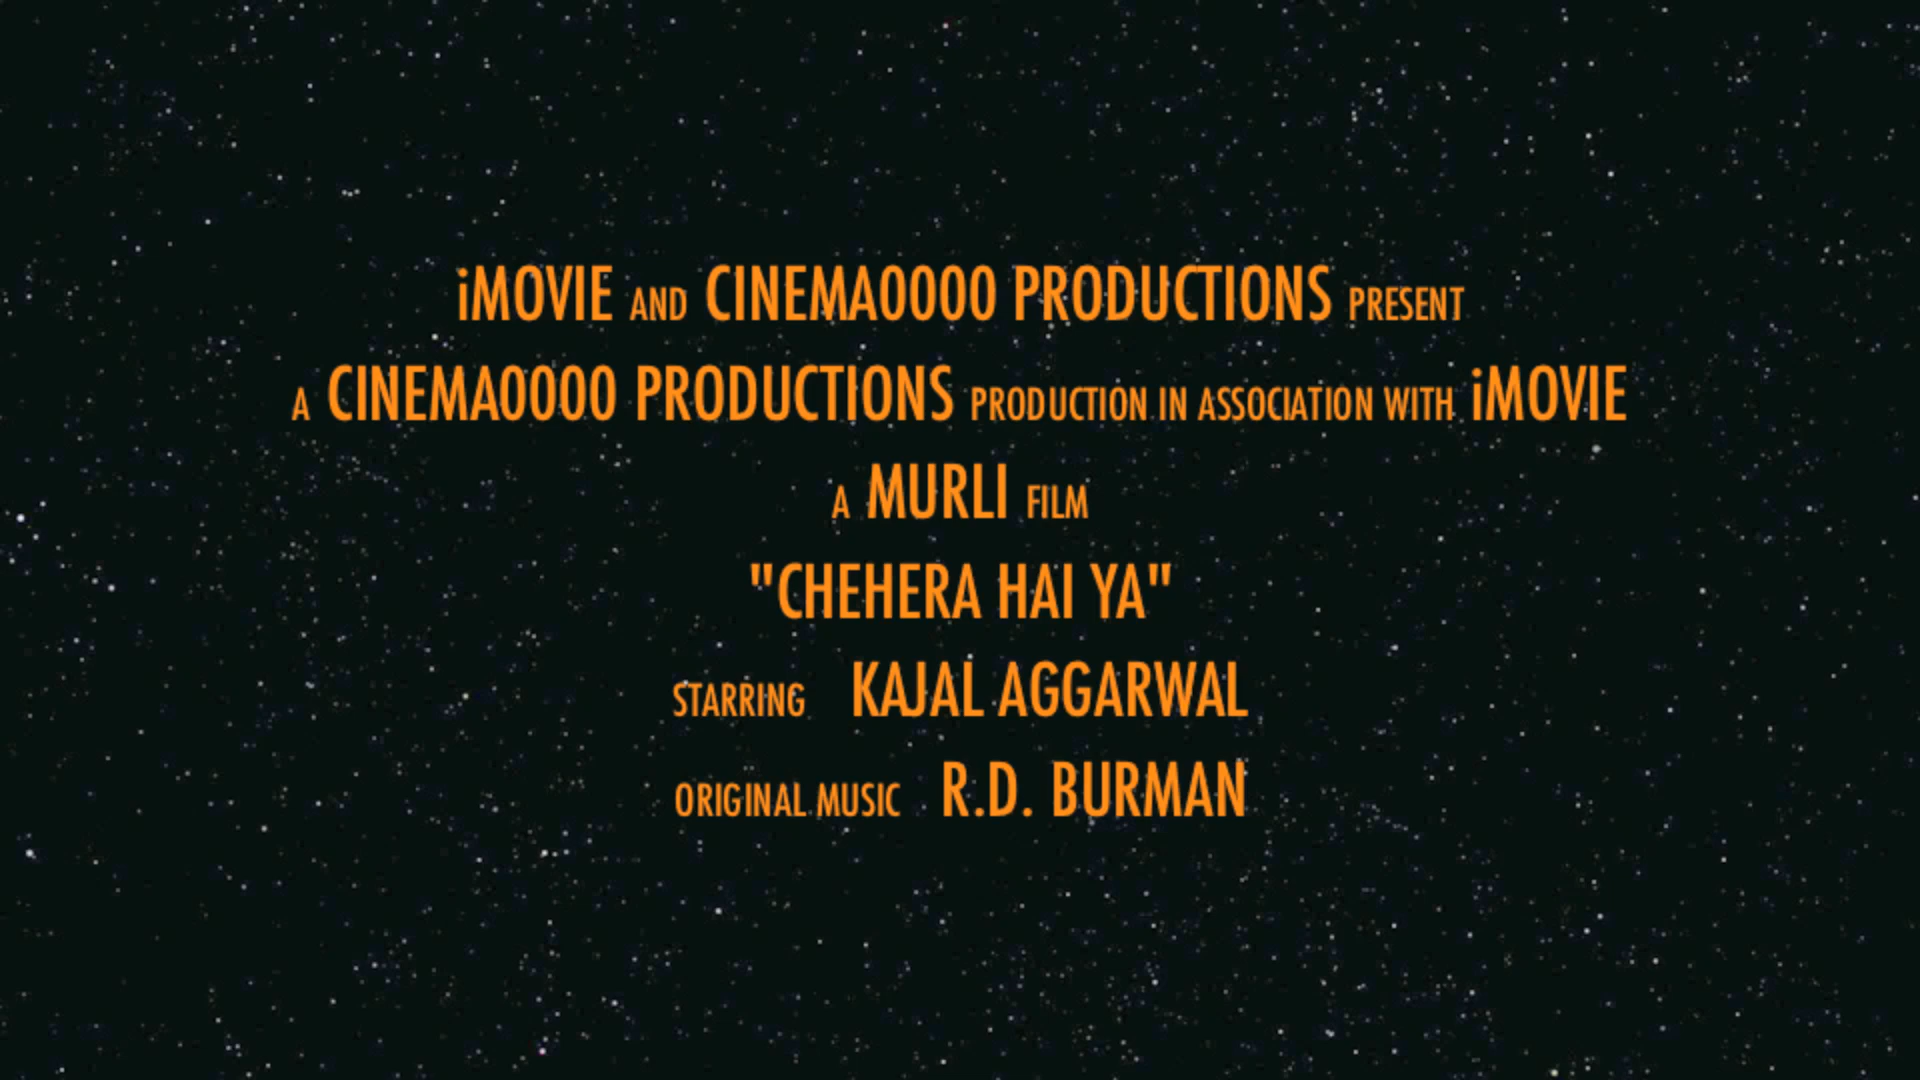 iMOVIE AND CINEMA0000 PRODUCTIONS PRESENT
A CINEMA0000 PRODUCTIONS PRODUCTION IN ASSOCIATION WITH iMOVIE
A MURLI FILM
"CHEHERA HAI YA"
STARRING KAJAL AGGARWAL
ORIGINAL MUSIC R.D. BURMAN